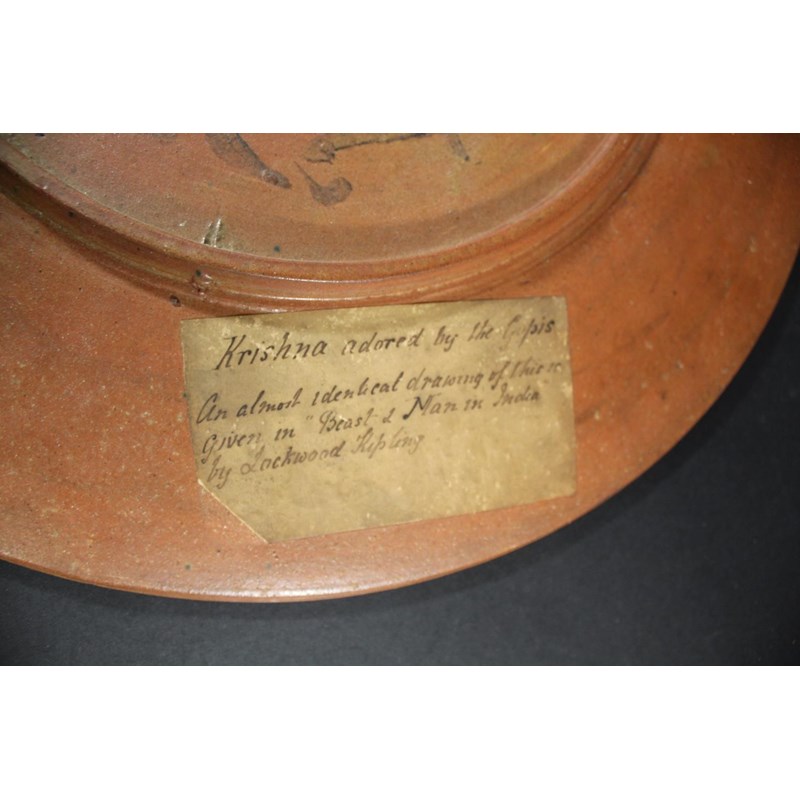 Krishna adored by the Gopis
An almost identical drawing of this is
given in "Beast & Man in India"
by Lockwood Kipling